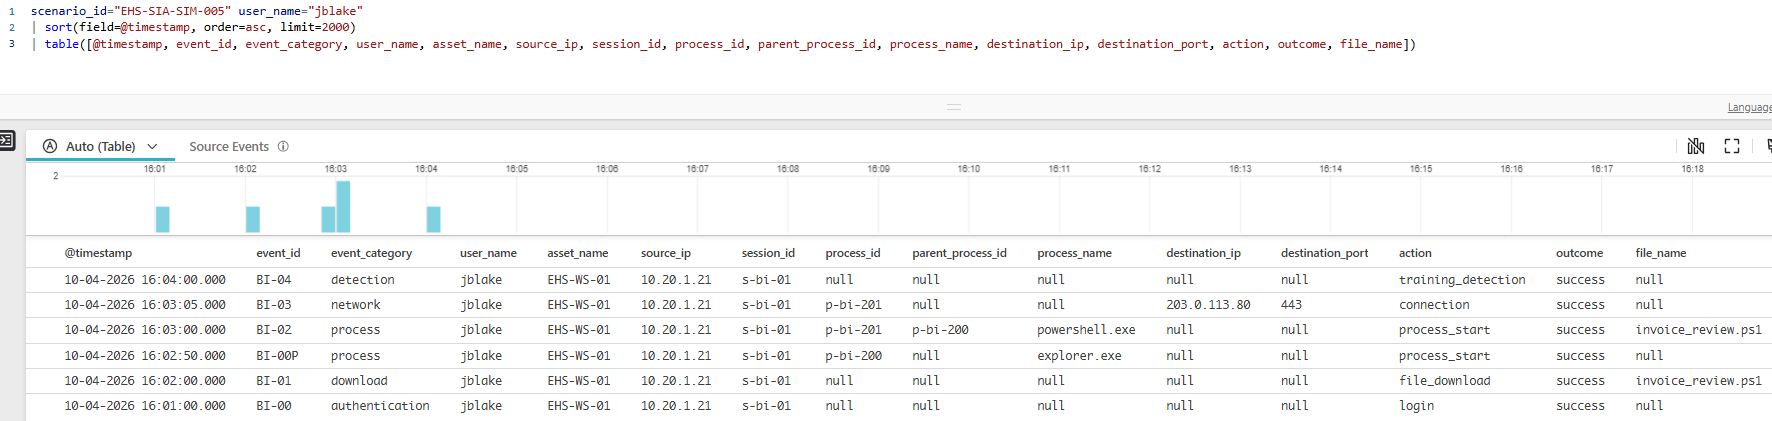 1 scenario_id="EHS-SIA-SIM-005" user_name="jblake"
2 | sort(field=@timestamp, order=asc, limit=2000)
3 | table([@timestamp, event_id, event_category, user_name, asset_name, source_ip, session_id, process_id, parent_process_id, process_name, destination_ip, destination_port, action, outcome, file_name])
Language
A Auto (Table) Source Events
16:01 16:02 16:03 16:04 16:05 16:06 16:07 16:08 16:09 16:10 16:11 16:12 16:13 16:14 16:15 16:16 16:17 16:18
2
@timestamp event_id event_category user_name asset_name source_ip session_id process_id parent_process_id process_name destination_ip destination_port action outcome file_name
10-04-2026 16:04:00.000 BI-04 detection jblake EHS-WS-01 10.20.1.21 s-bi-01 null null null null null training_detection success null
10-04-2026 16:03:05.000 BI-03 network jblake EHS-WS-01 10.20.1.21 s-bi-01 p-bi-201 null null 203.0.113.80 443 connection success null
10-04-2026 16:03:00.000 BI-02 process jblake EHS-WS-01 10.20.1.21 s-bi-01 p-bi-201 p-bi-200 powershell.exe null null process_start success invoice_review.ps1
10-04-2026 16:02:50.000 BI-00P process jblake EHS-WS-01 10.20.1.21 s-bi-01 p-bi-200 null explorer.exe null null process_start success null
10-04-2026 16:02:00.000 BI-01 download jblake EHS-WS-01 10.20.1.21 s-bi-01 null null null null null file_download success invoice_review.ps1
10-04-2026 16:01:00.000 BI-00 authentication jblake EHS-WS-01 10.20.1.21 s-bi-01 null null null null null login success null